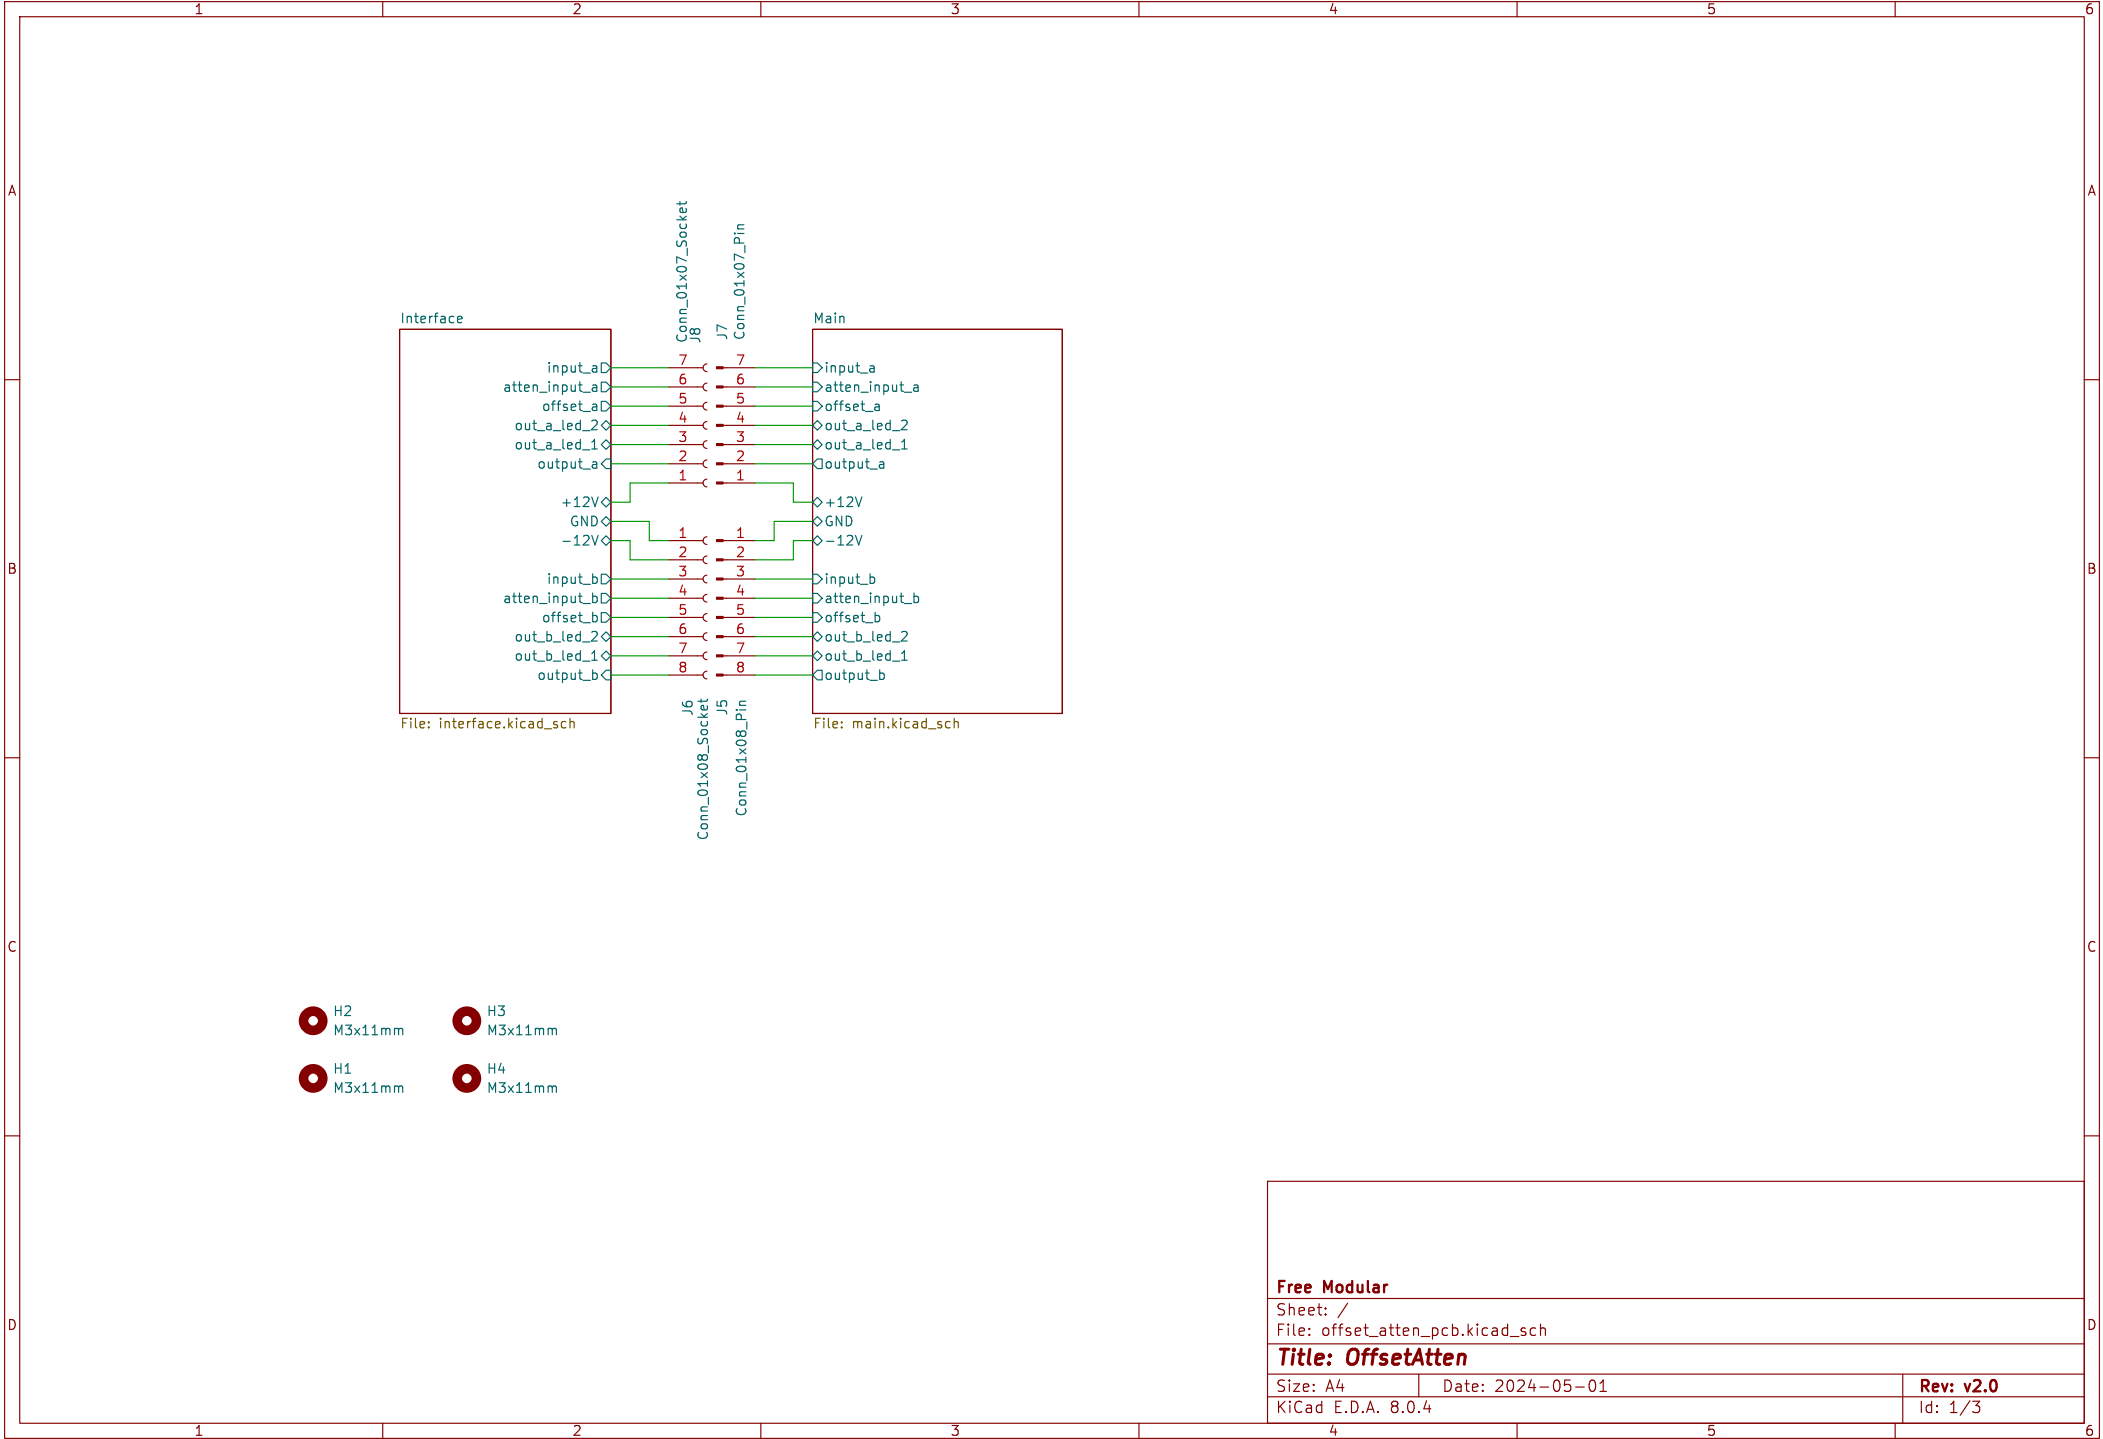 1 2 3 4 5 6
A A
Conn_01x07_Socket
J8
J7
Conn_01x07_Pin
Interface
Main
input_a 7 7 input_a
atten_input_a 6 6 atten_input_a
offset_a 5 5 offset_a
out_a_led_2 4 4 out_a_led_2
out_a_led_1 3 3 out_a_led_1
output_a 2 2 output_a
1 1
+12V +12V
GND GND
-12V 1 1 -12V
2 2
input_b 3 3 input_b
atten_input_b 4 4 atten_input_b
offset_b 5 5 offset_b
out_b_led_2 6 6 out_b_led_2
out_b_led_1 7 7 out_b_led_1
output_b 8 8 output_b
B B
J6
Conn_01x08_Socket
J5
Conn_01x08_Pin
File: interface.kicad_sch
File: main.kicad_sch
C C
H2
M3x11mm
H3
M3x11mm
H1
M3x11mm
H4
M3x11mm
D D
Free Modular
Sheet: /
File: offset_atten_pcb.kicad_sch
Title: OffsetAtten
Size: A4 Date: 2024-05-01 Rev: v2.0
KiCad E.D.A. 8.0.4 Id: 1/3
1 2 3 4 5 6